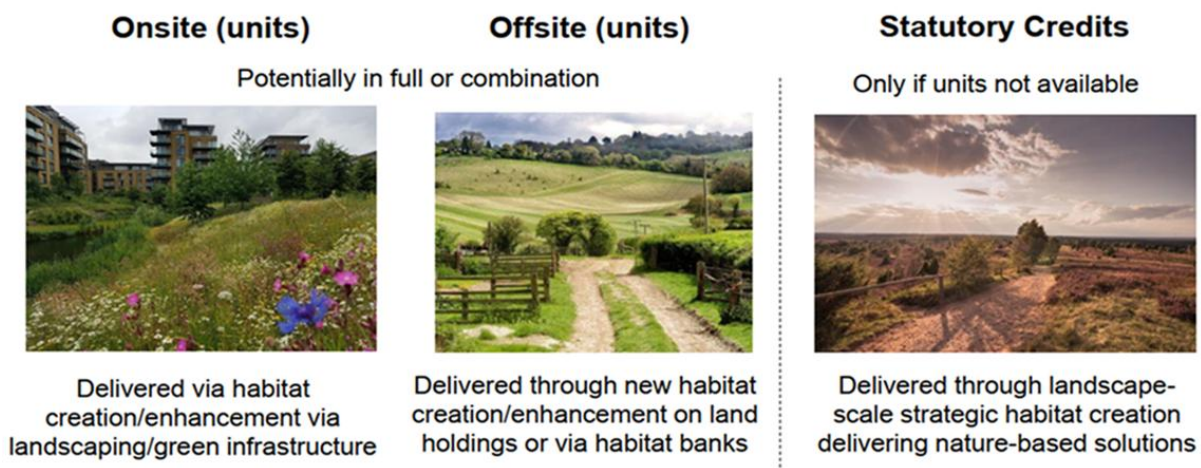 Onsite (units)
Offsite (units)
Statutory Credits
Potentially in full or combination
Only if units not available
Delivered via habitat
creation/enhancement via
landscaping/green infrastructure
Delivered through new habitat
creation/enhancement on land
holdings or via habitat banks
Delivered through landscape-
scale strategic habitat creation
delivering nature-based solutions